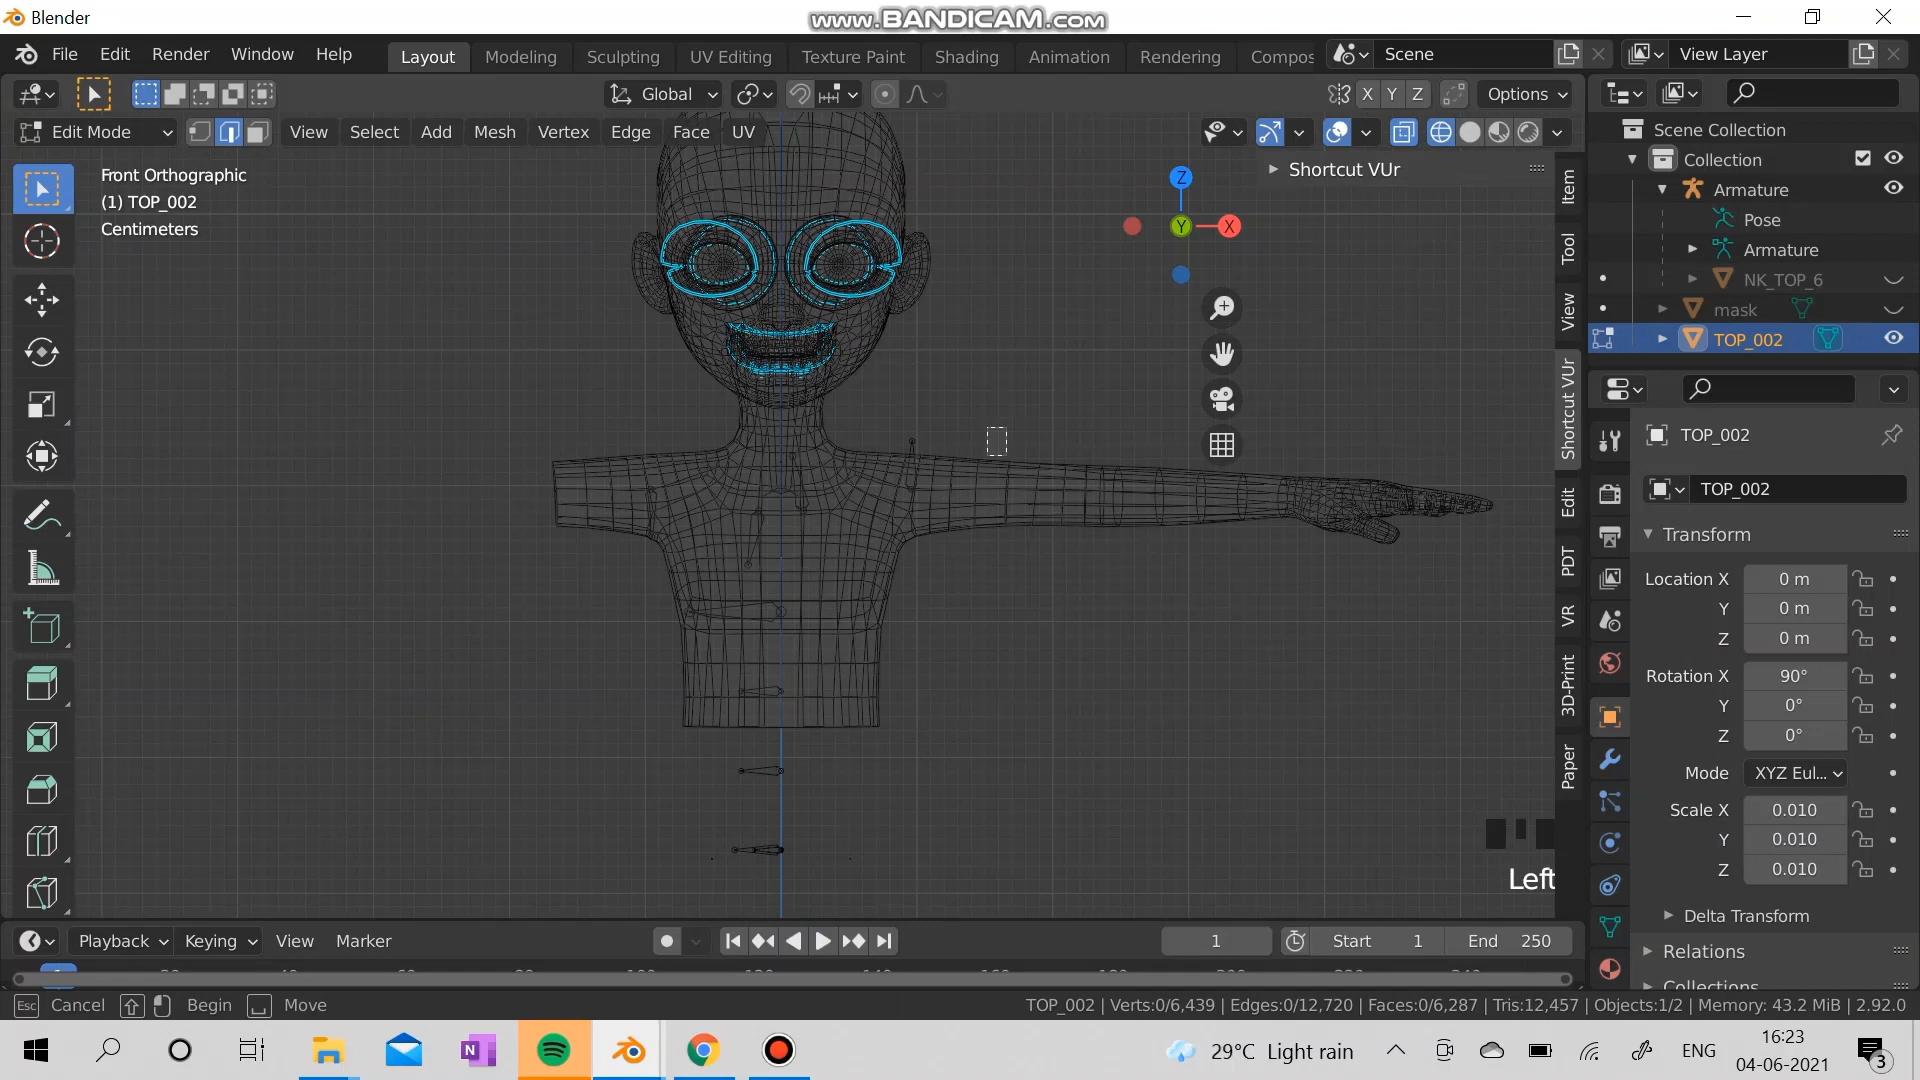 Blender
www.BANDICAM.com
File Edit Render Window Help
Layout Modeling Sculpting UV Editing Texture Paint Shading Animation Rendering Compos
Scene
View Layer
Global
X Y Z
Options
Edit Mode
View Select Add Mesh Vertex Edge Face UV
Front Orthographic
(1) TOP_002
Centimeters
Shortcut VUr
Z
Y
X
Item
Tool
View
Shortcut VUr
Edit
PDT
VR
3D-Print
Paper
Left
Scene Collection
Collection
Armature
Pose
Armature
NK_TOP_6
mask
TOP_002
TOP_002
TOP_002
Transform
Location X 0 m
Y 0 m
Z 0 m
Rotation X 90°
Y 0°
Z 0°
Mode XYZ Eul...
Scale X 0.010
Y 0.010
Z 0.010
Delta Transform
Relations
Collections
Playback Keying View Marker
1
Start 1
End 250
Esc Cancel Begin Move
TOP_002 | Verts:0/6,439 | Edges:0/12,720 | Faces:0/6,287 | Tris:12,457 | Objects:1/2 | Memory: 43.2 MiB | 2.92.0
N
29°C Light rain
ENG
16:23
04-06-2021
3